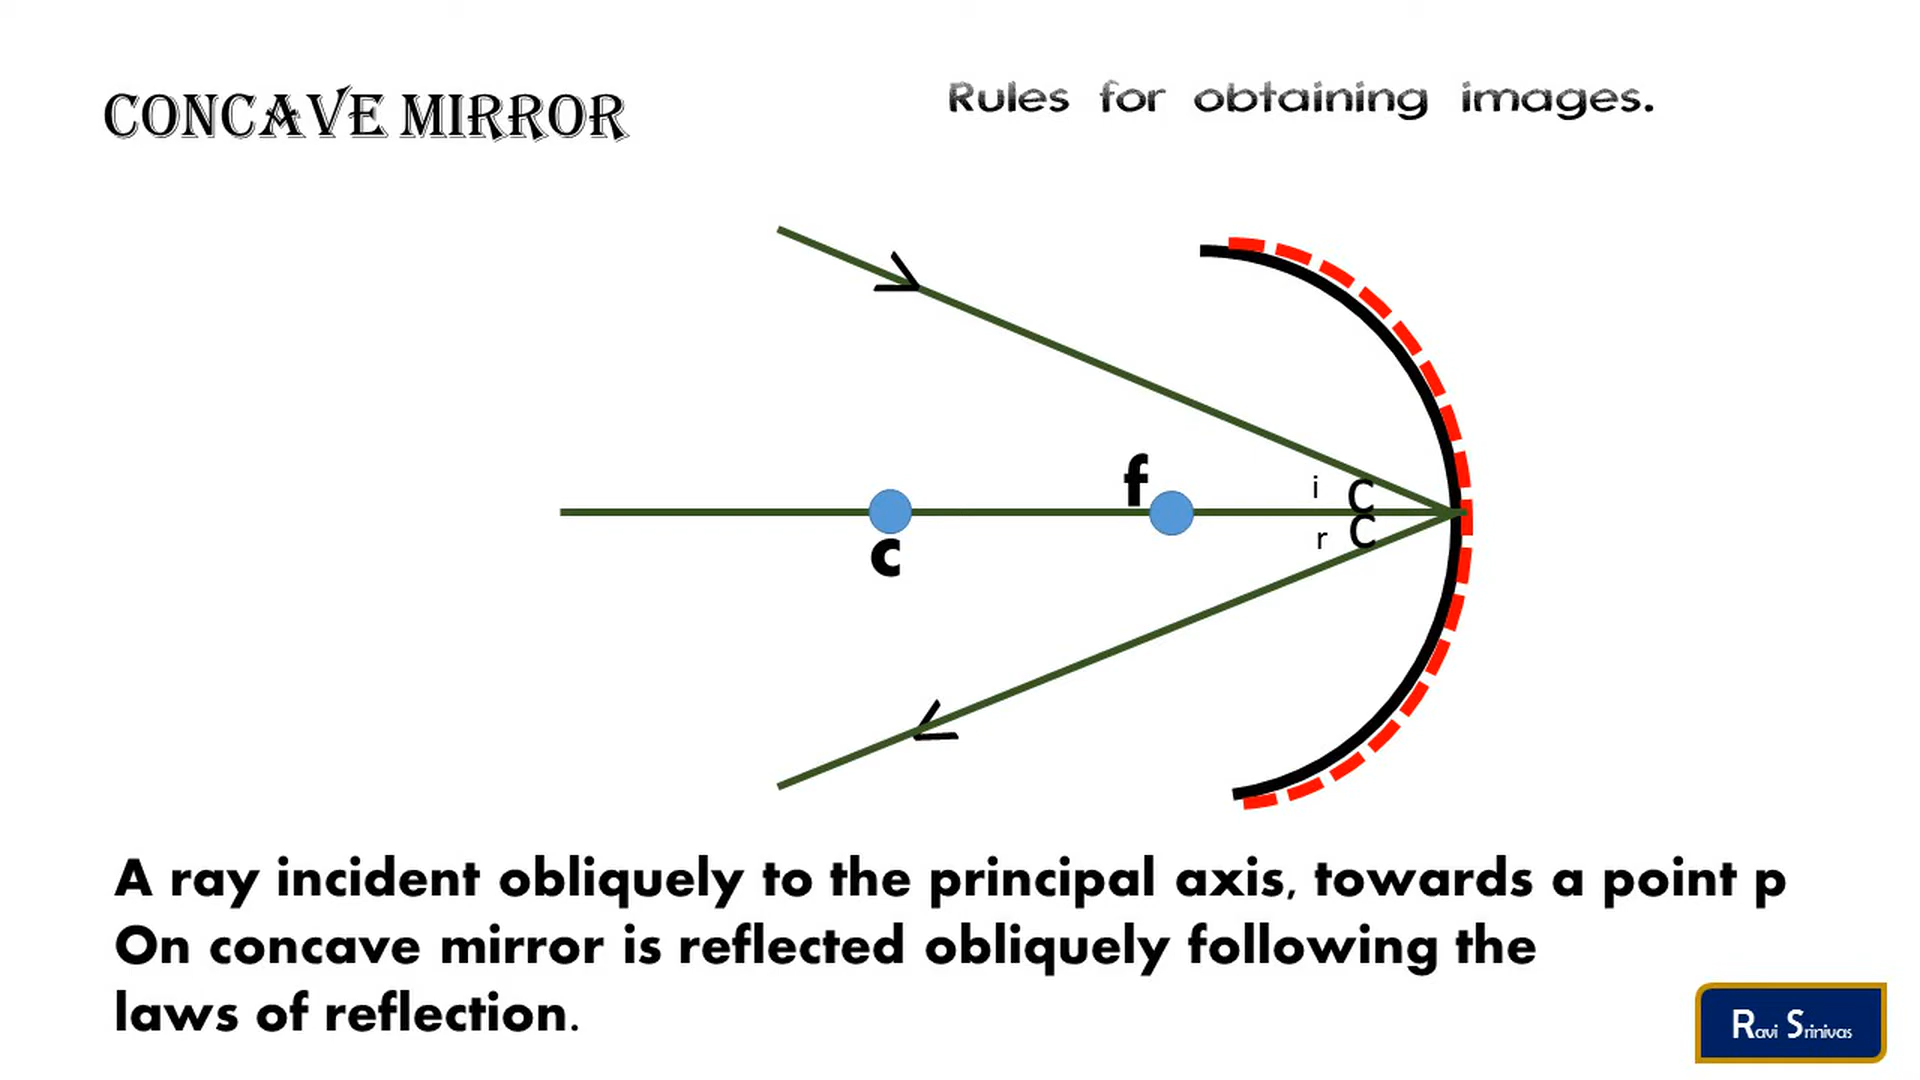 CONCAVE MIRROR
Rules for obtaining images.
f
i C
r C
c
A ray incident obliquely to the principal axis, towards a point p
On concave mirror is reflected obliquely following the
laws of reflection.
Ravi Srinivas